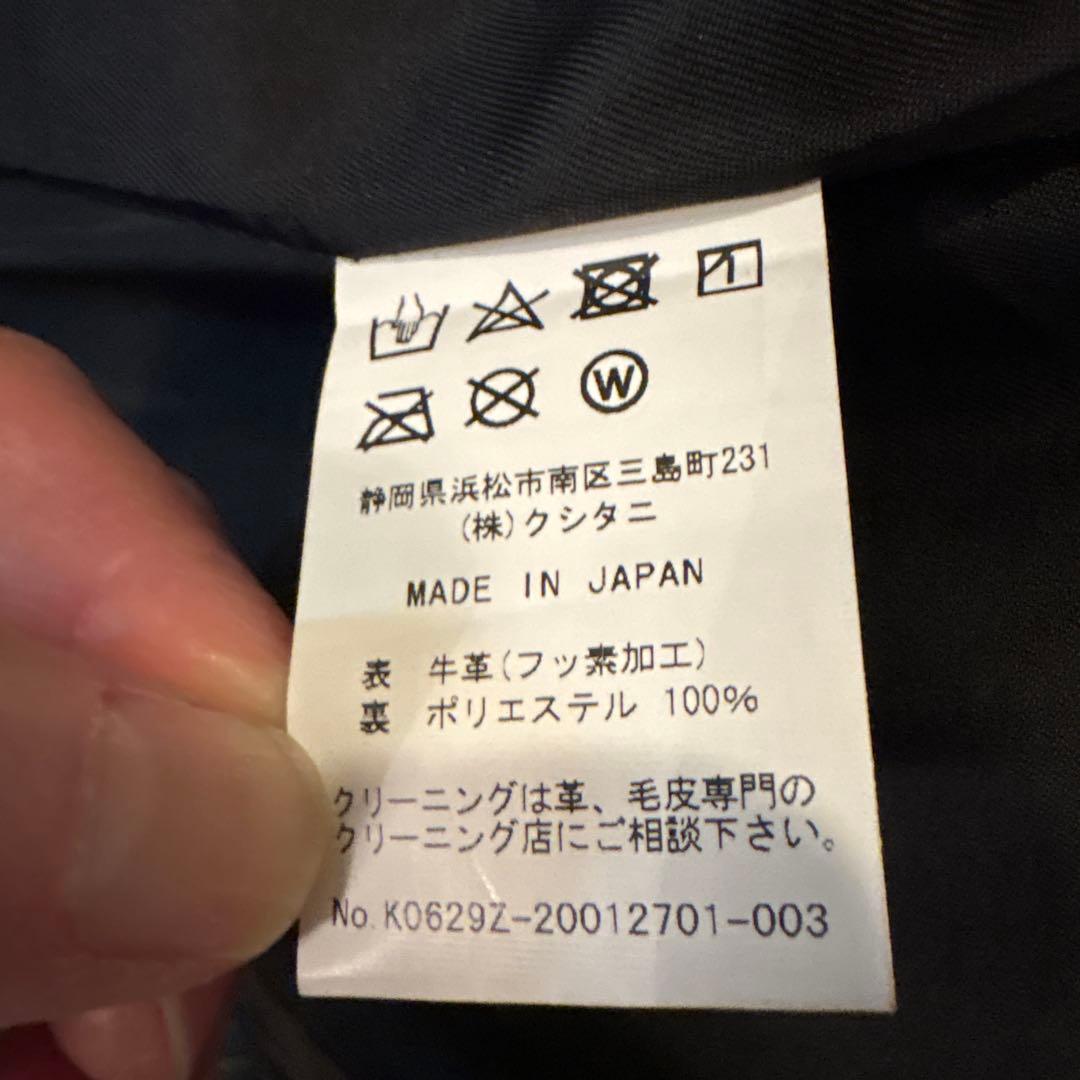 W
静岡県浜松市南区三島町231
(株)クシタニ
MADE IN JAPAN
表 牛革(フッ素加工)
裏 ポリエステル 100%
クリーニングは革、毛皮専門の
クリーニング店にご相談下さい。
No.K0629Z-20012701-003